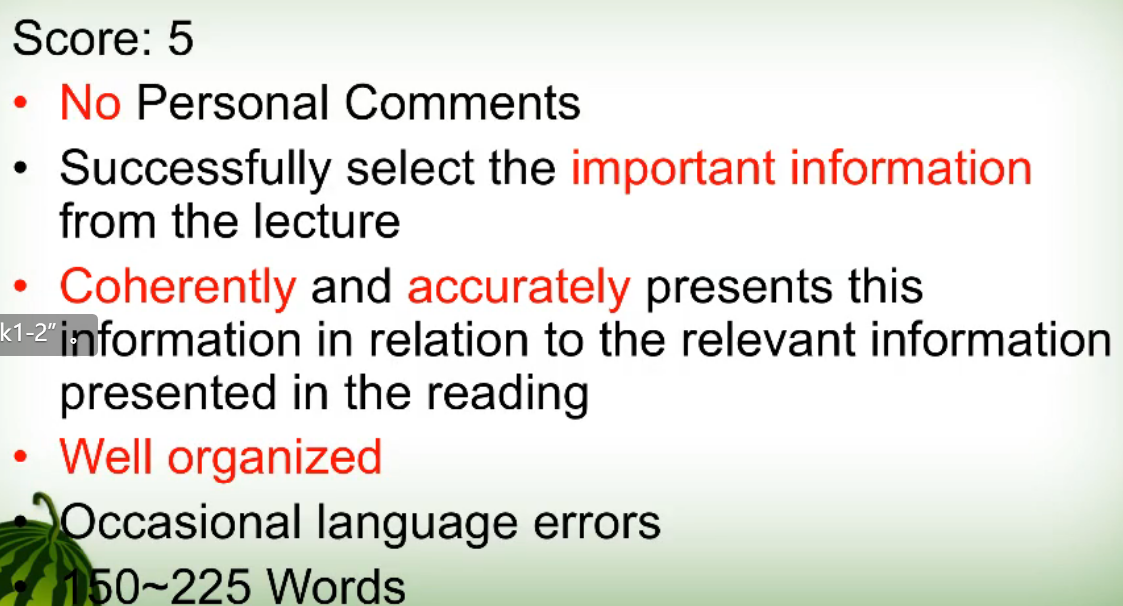 Score: 5
• No Personal Comments
• Successfully select the important information
from the lecture
• Coherently and accurately presents this
k1-2” 。
information in relation to the relevant information
presented in the reading
• Well organized
• Occasional language errors
• 150~225 Words